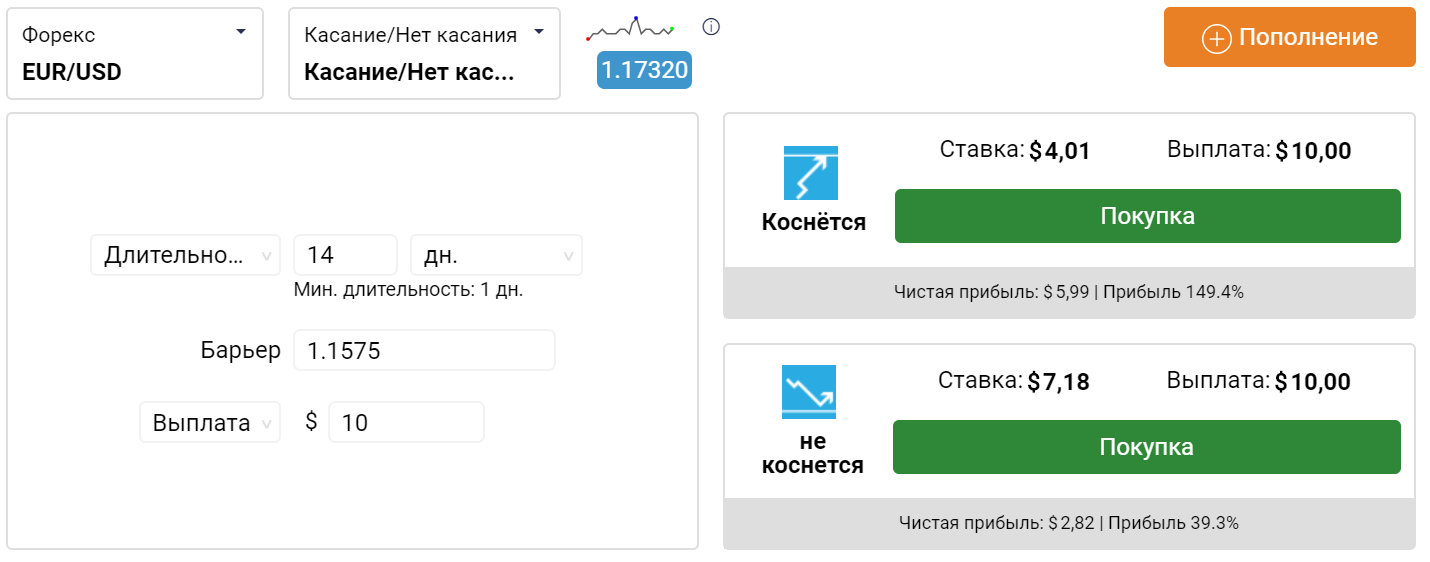 Форекс
EUR/USD
Касание/Нет касания
Касание/Нет кас...
1.17320
Пополнение
Длительно...
14
дн.
Мин. длительность: 1 дн.
Барьер
1.1575
Выплата
$
10
Коснётся
Ставка: $4,01
Выплата: $10,00
Покупка
Чистая прибыль: $5,99 | Прибыль 149.4%
не
коснется
Ставка: $7,18
Выплата: $10,00
Покупка
Чистая прибыль: $2,82 | Прибыль 39.3%